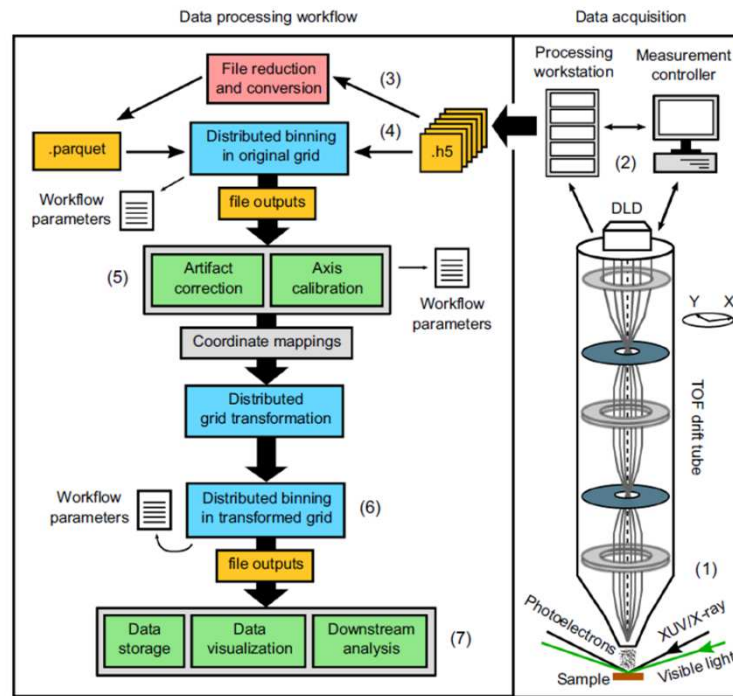 Data processing workflow
Data acquisition
File reduction
and conversion
(3)
(4)
.parquet
Distributed binning
in original grid
.h5
Workflow
parameters
file outputs
(5)
Artifact
correction
Axis
calibration
Workflow
parameters
Coordinate mappings
Distributed
grid transformation
Workflow
parameters
Distributed binning
in transformed grid
(6)
file outputs
Data
storage
Data
visualization
Downstream
analysis
(7)
Processing
workstation
Measurement
controller
(2)
DLD
Y
X
TOF drift tube
(1)
Photoelectrons
XUV/X-ray
Visible light
Sample